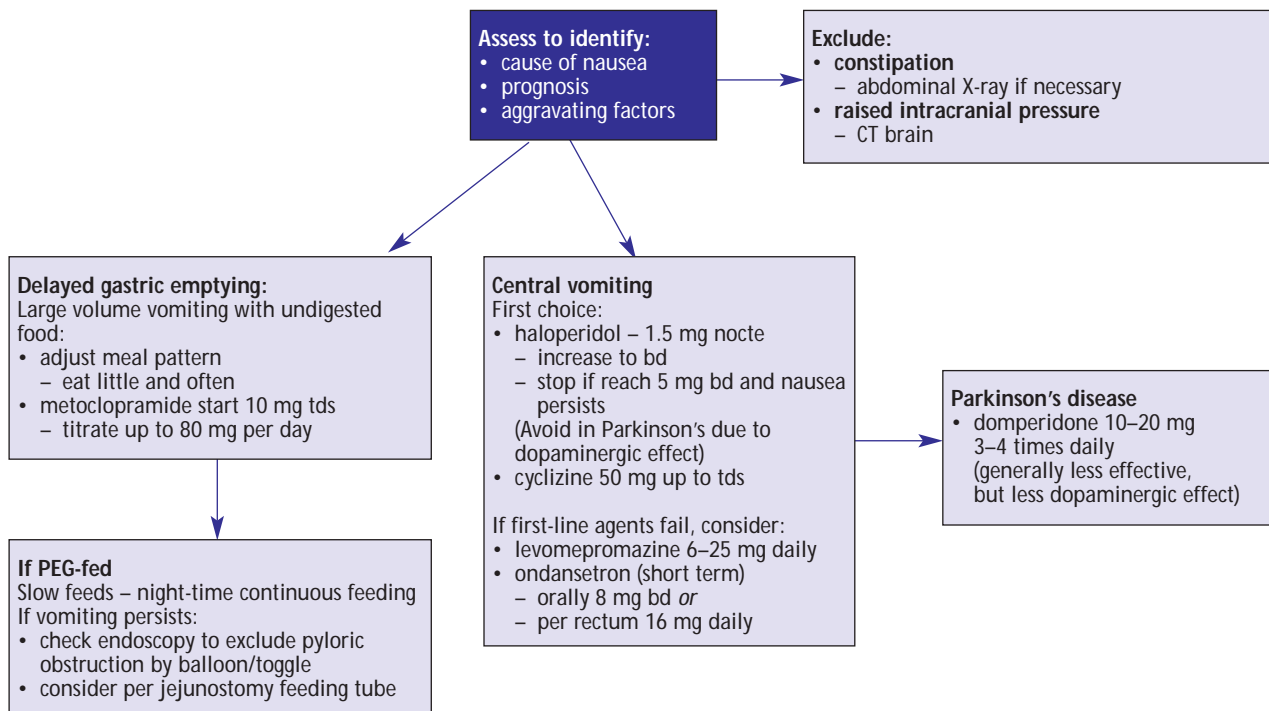 Assess to identify:
• cause of nausea
• prognosis
• aggravating factors
Exclude:
• constipation
– abdominal X-ray if necessary
• raised intracranial pressure
– CT brain
Delayed gastric emptying:
Large volume vomiting with undigested
food:
• adjust meal pattern
– eat little and often
• metoclopramide start 10 mg tds
– titrate up to 80 mg per day
Central vomiting
First choice:
• haloperidol – 1.5 mg nocte
– increase to bd
– stop if reach 5 mg bd and nausea
persists
(Avoid in Parkinson's due to
dopaminergic effect)
• cyclizine 50 mg up to tds
If first-line agents fail, consider:
• levomepromazine 6–25 mg daily
• ondansetron (short term)
– orally 8 mg bd or
– per rectum 16 mg daily
Parkinson's disease
• domperidone 10–20 mg
3–4 times daily
(generally less effective,
but less dopaminergic effect)
If PEG-fed
Slow feeds – night-time continuous feeding
If vomiting persists:
• check endoscopy to exclude pyloric
obstruction by balloon/toggle
• consider per jejunostomy feeding tube